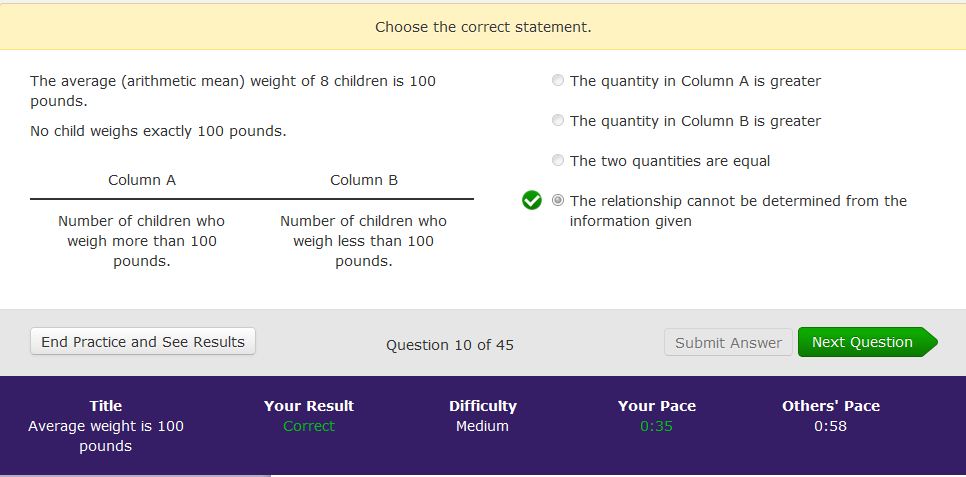 Choose the correct statement.
The average (arithmetic mean) weight of 8 children is 100
pounds.
No child weighs exactly 100 pounds.
Column A
Column B
Number of children who
weigh more than 100
pounds.
Number of children who
weigh less than 100
pounds.
The quantity in Column A is greater
The quantity in Column B is greater
The two quantities are equal
The relationship cannot be determined from the
information given
End Practice and See Results
Question 10 of 45
Submit Answer
Next Question
Title
Average weight is 100
pounds
Your Result
Correct
Difficulty
Medium
Your Pace
0:35
Others' Pace
0:58